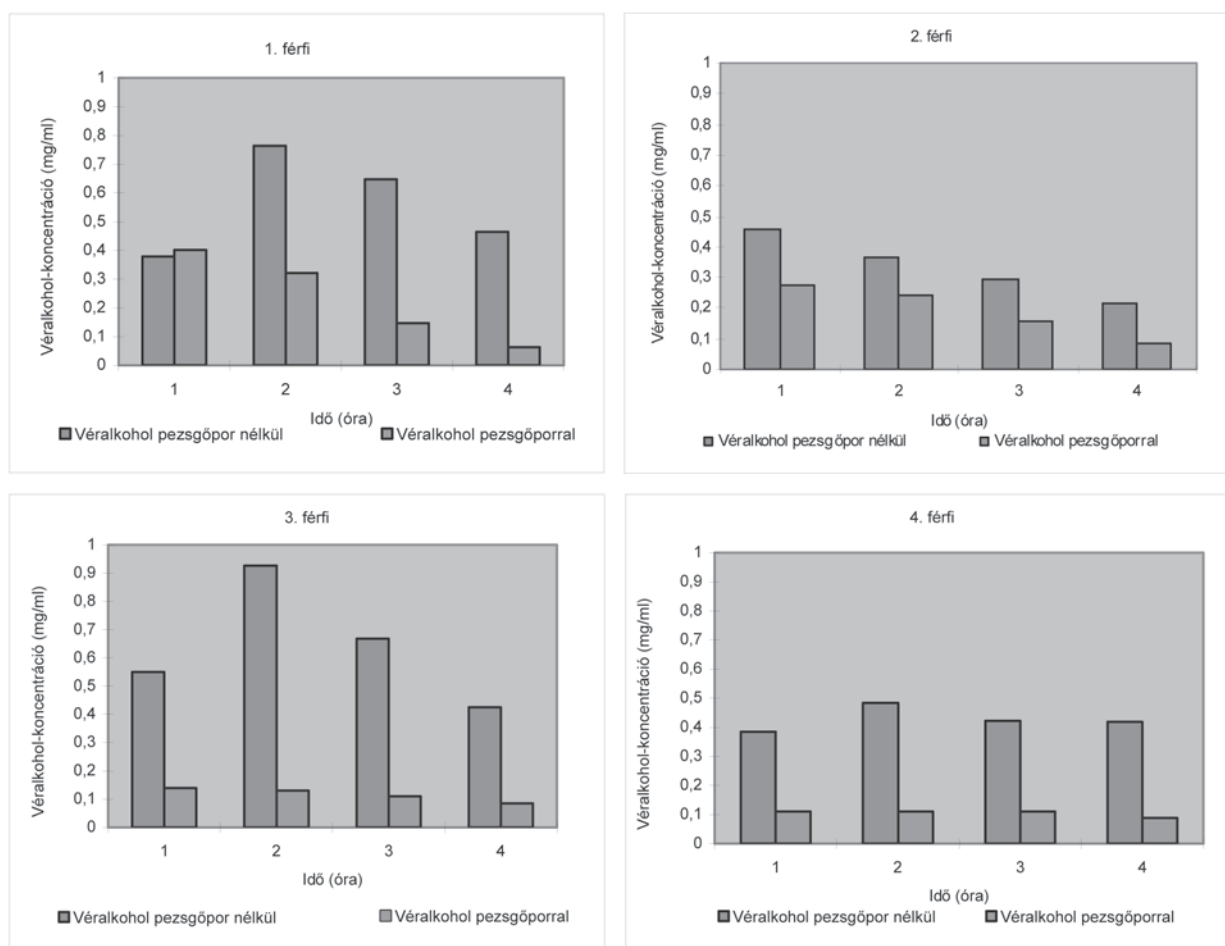 1. férfi
Véralkohol-koncentráció (mg/ml)
1
0,9
0,8
0,7
0,6
0,5
0,4
0,3
0,2
0,1
0
1 2 3 4
Idő (óra)
Véralkohol pezsgőpor nélkül Véralkohol pezsgőporral
2. férfi
Véralkohol-koncentráció (mg/ml)
1
0,9
0,8
0,7
0,6
0,5
0,4
0,3
0,2
0,1
0
1 2 3 4
Idő (óra)
Véralkohol pezsgőpor nélkül Véralkohol pezsgőporral
3. férfi
Véralkohol-koncentráció (mg/ml)
1
0,9
0,8
0,7
0,6
0,5
0,4
0,3
0,2
0,1
0
1 2 3 4
Idő (óra)
Véralkohol pezsgőpor nélkül Véralkohol pezsgőporral
4. férfi
Véralkohol-koncentráció (mg/ml)
1
0,9
0,8
0,7
0,6
0,5
0,4
0,3
0,2
0,1
0
1 2 3 4
Idő (óra)
Véralkohol pezsgőpor nélkül Véralkohol pezsgőporral